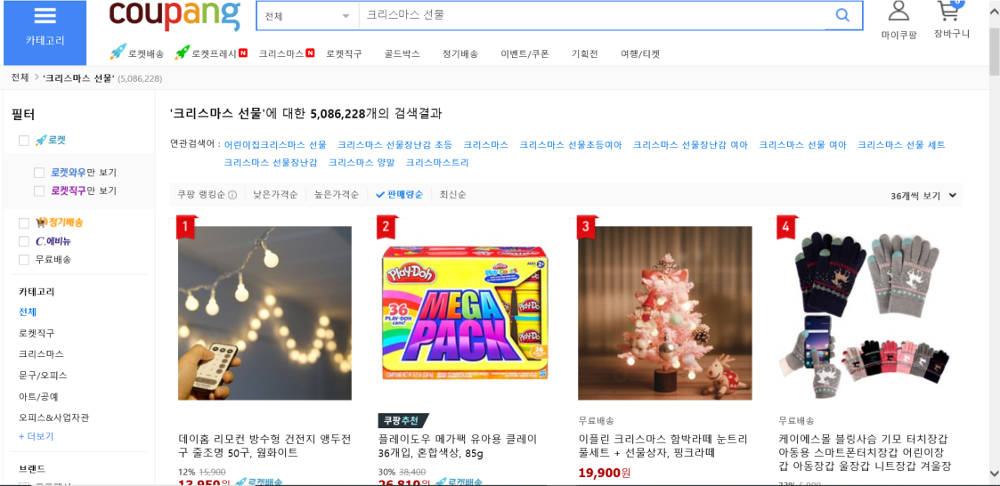 coupang
전체
크리스마스 선물
카테고리
마이쿠팡
장바구니
0
로켓배송
로켓프레시 N
크리스마스 N
로켓직구
골드박스
정기배송
이벤트/쿠폰
기획전
여행/티켓
전체 > '크리스마스 선물' (5,086,228)
필터
로켓
로켓와우만 보기
로켓직구만 보기
정기배송
C.에비뉴
무료배송
카테고리
전체
로켓직구
크리스마스
문구/오피스
아트/공예
오피스&사업자관
+ 더보기
브랜드
'크리스마스 선물'에 대한 5,086,228개의 검색결과
연관검색어 : 어린이집크리스마스 선물 크리스마스 선물장난감 초등 크리스마스 크리스마스 선물초등여아 크리스마스 선물장난감 여아 크리스마스 선물 여아 크리스마스 선물 세트
크리스마스 선물장난감 크리스마스 양말 크리스마스트리
쿠팡 랭킹순 낮은가격순 높은가격순 판매량순 최신순
36개씩 보기
1
데이홈 리모컨 방수형 건전지 앵두전
구 줄조명 50구, 웜화이트
12% 15,900
13,950원 로켓배송
2
Play-Doh
36
PLAY-DOH
MEGA
PACK
쿠팡추천
플레이도우 메가팩 유아용 클레이
36개입, 혼합색상, 85g
30% 38,400
26,810원 로켓배송
3
무료배송
이플린 크리스마스 함박라떼 눈트리
풀세트 + 선물상자, 핑크라떼
19,900원
4
무료배송
케이에스몰 블링사슴 기모 터치장갑
아동용 스마트폰터치장갑 어린이장
갑 아동장갑 울장갑 니트장갑 겨울장
33% 5,900